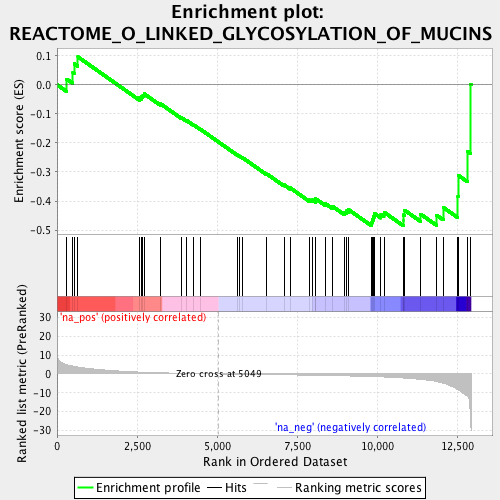 Enrichment plot:
REACTOME_O_LINKED_GLYCOSYLATION_OF_MUCINS
Enrichment score (ES)
0.1
0.0
-0.1
-0.2
-0.3
-0.4
-0.5
'na_pos' (positively correlated)
Ranked list metric (PreRanked)
30
20
10
0
-10
-20
-30
Zero cross at 5049
'na_neg' (negatively correlated)
0
2,500
5,000
7,500
10,000
12,500
Rank in Ordered Dataset
Enrichment profile
Hits
Ranking metric scores